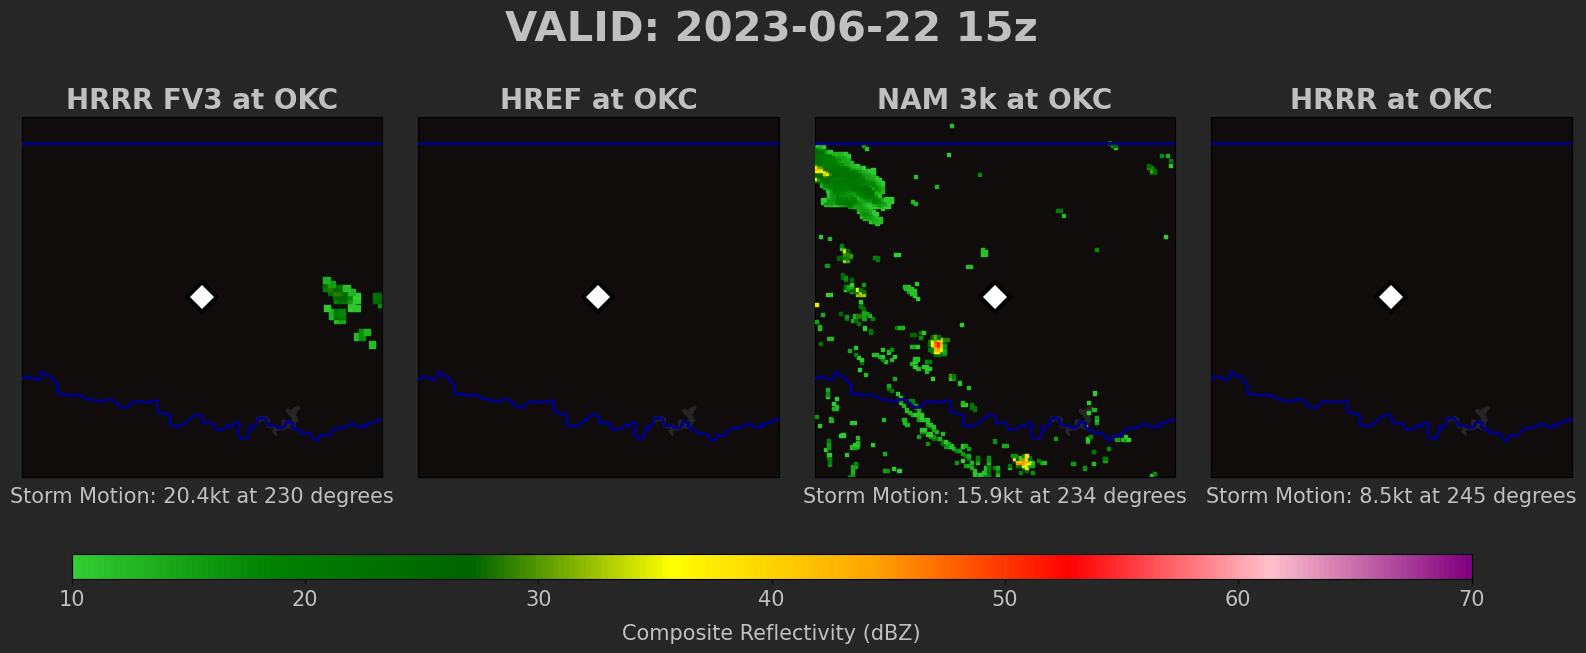 VALID: 2023-06-22 15z
HRRR FV3 at OKC
HREF at OKC
NAM 3k at OKC
HRRR at OKC
Storm Motion: 20.4kt at 230 degrees
Storm Motion: 15.9kt at 234 degrees
Storm Motion: 8.5kt at 245 degrees
10 20 30 40 50 60 70
Composite Reflectivity (dBZ)